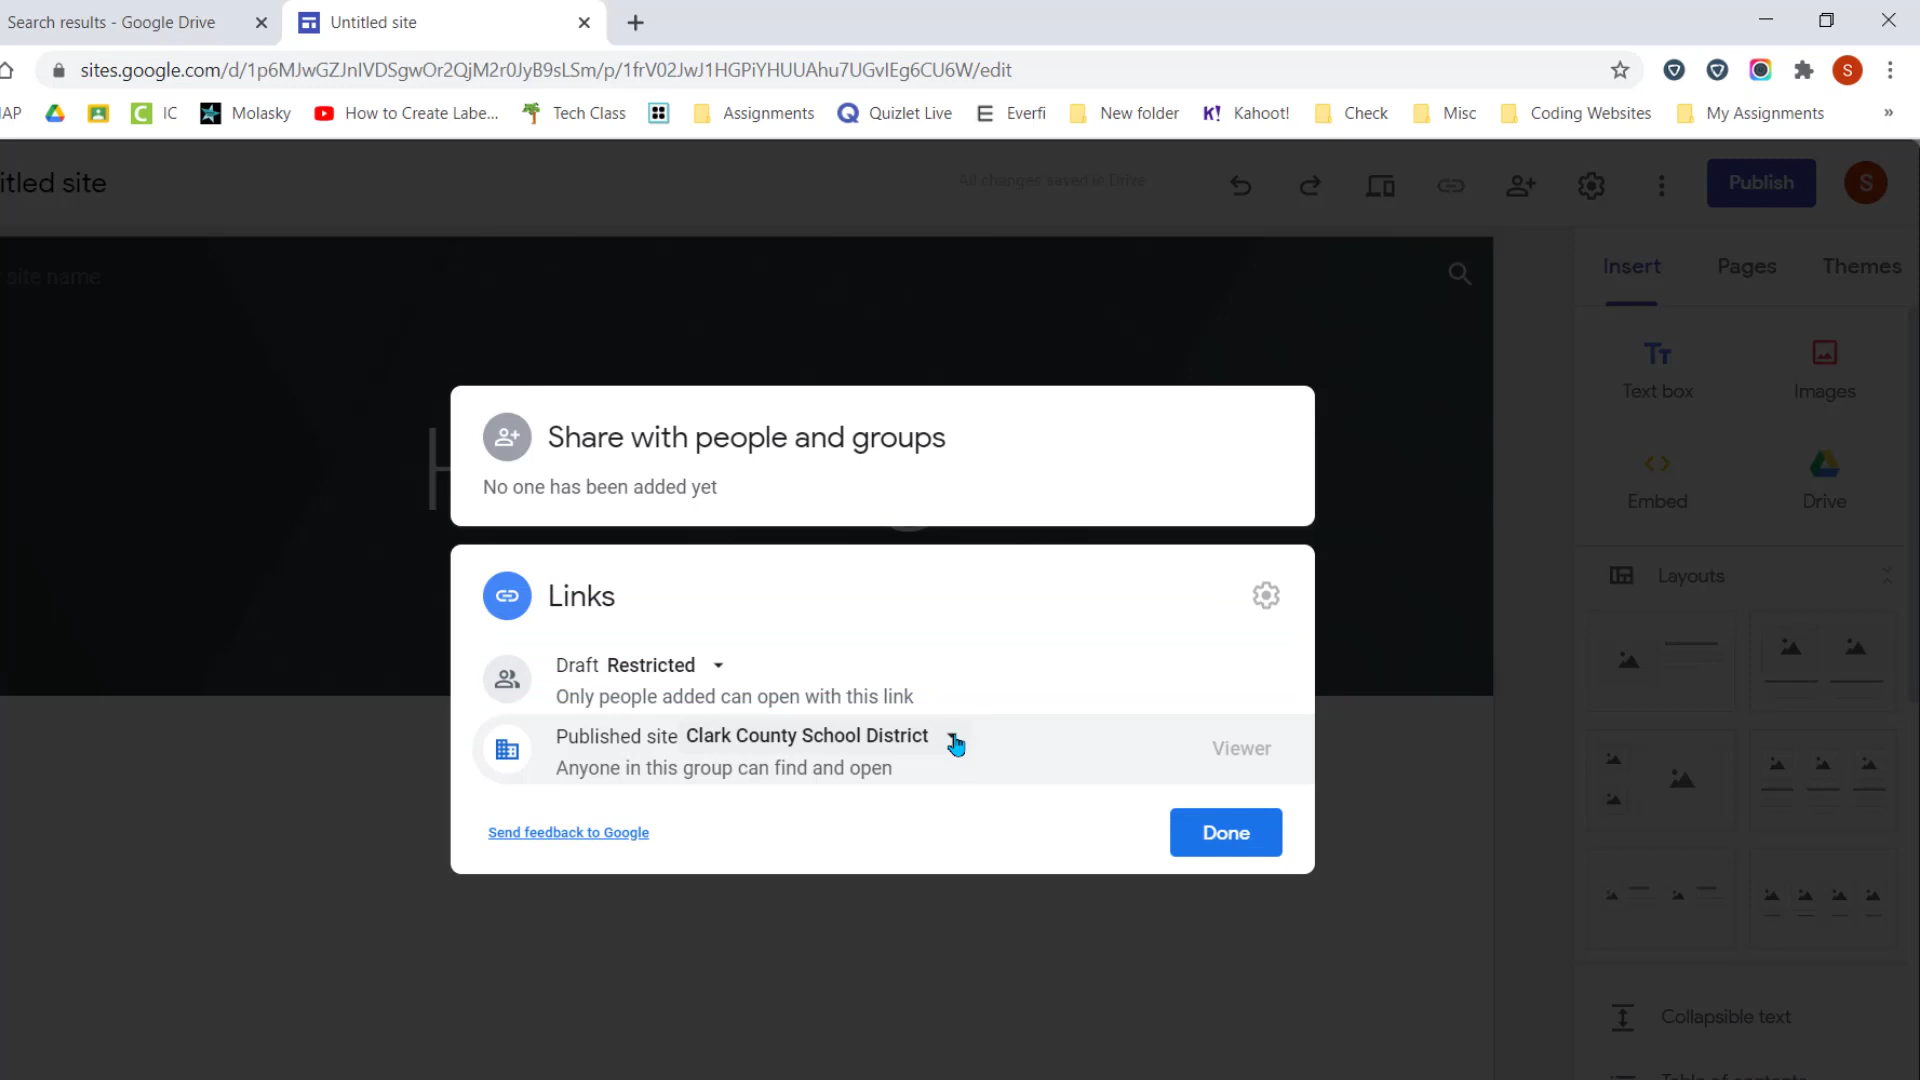 Search results - Google Drive
Untitled site
sites.google.com/d/1p6MJwGZJnIVDSgwOr2QjM2r0JyB9sLSm/p/1frV02JwJ1HGPiYHUUAhu7UGvIEg6CU6W/edit
S
AP
IC
Molasky
How to Create Labe...
Tech Class
Assignments
Quizlet Live
Everfi
New folder
K! Kahoot!
Check
Misc
Coding Websites
My Assignments
»
itled site
All changes saved in Drive
Publish
S
site name
Insert
Pages
Themes
Text box
Images
Embed
Drive
Layouts
Collapsible text
Table of contents
H
Share with people and groups
No one has been added yet
Links
Draft Restricted
Only people added can open with this link
Published site Clark County School District
Anyone in this group can find and open
Viewer
Send feedback to Google
Done